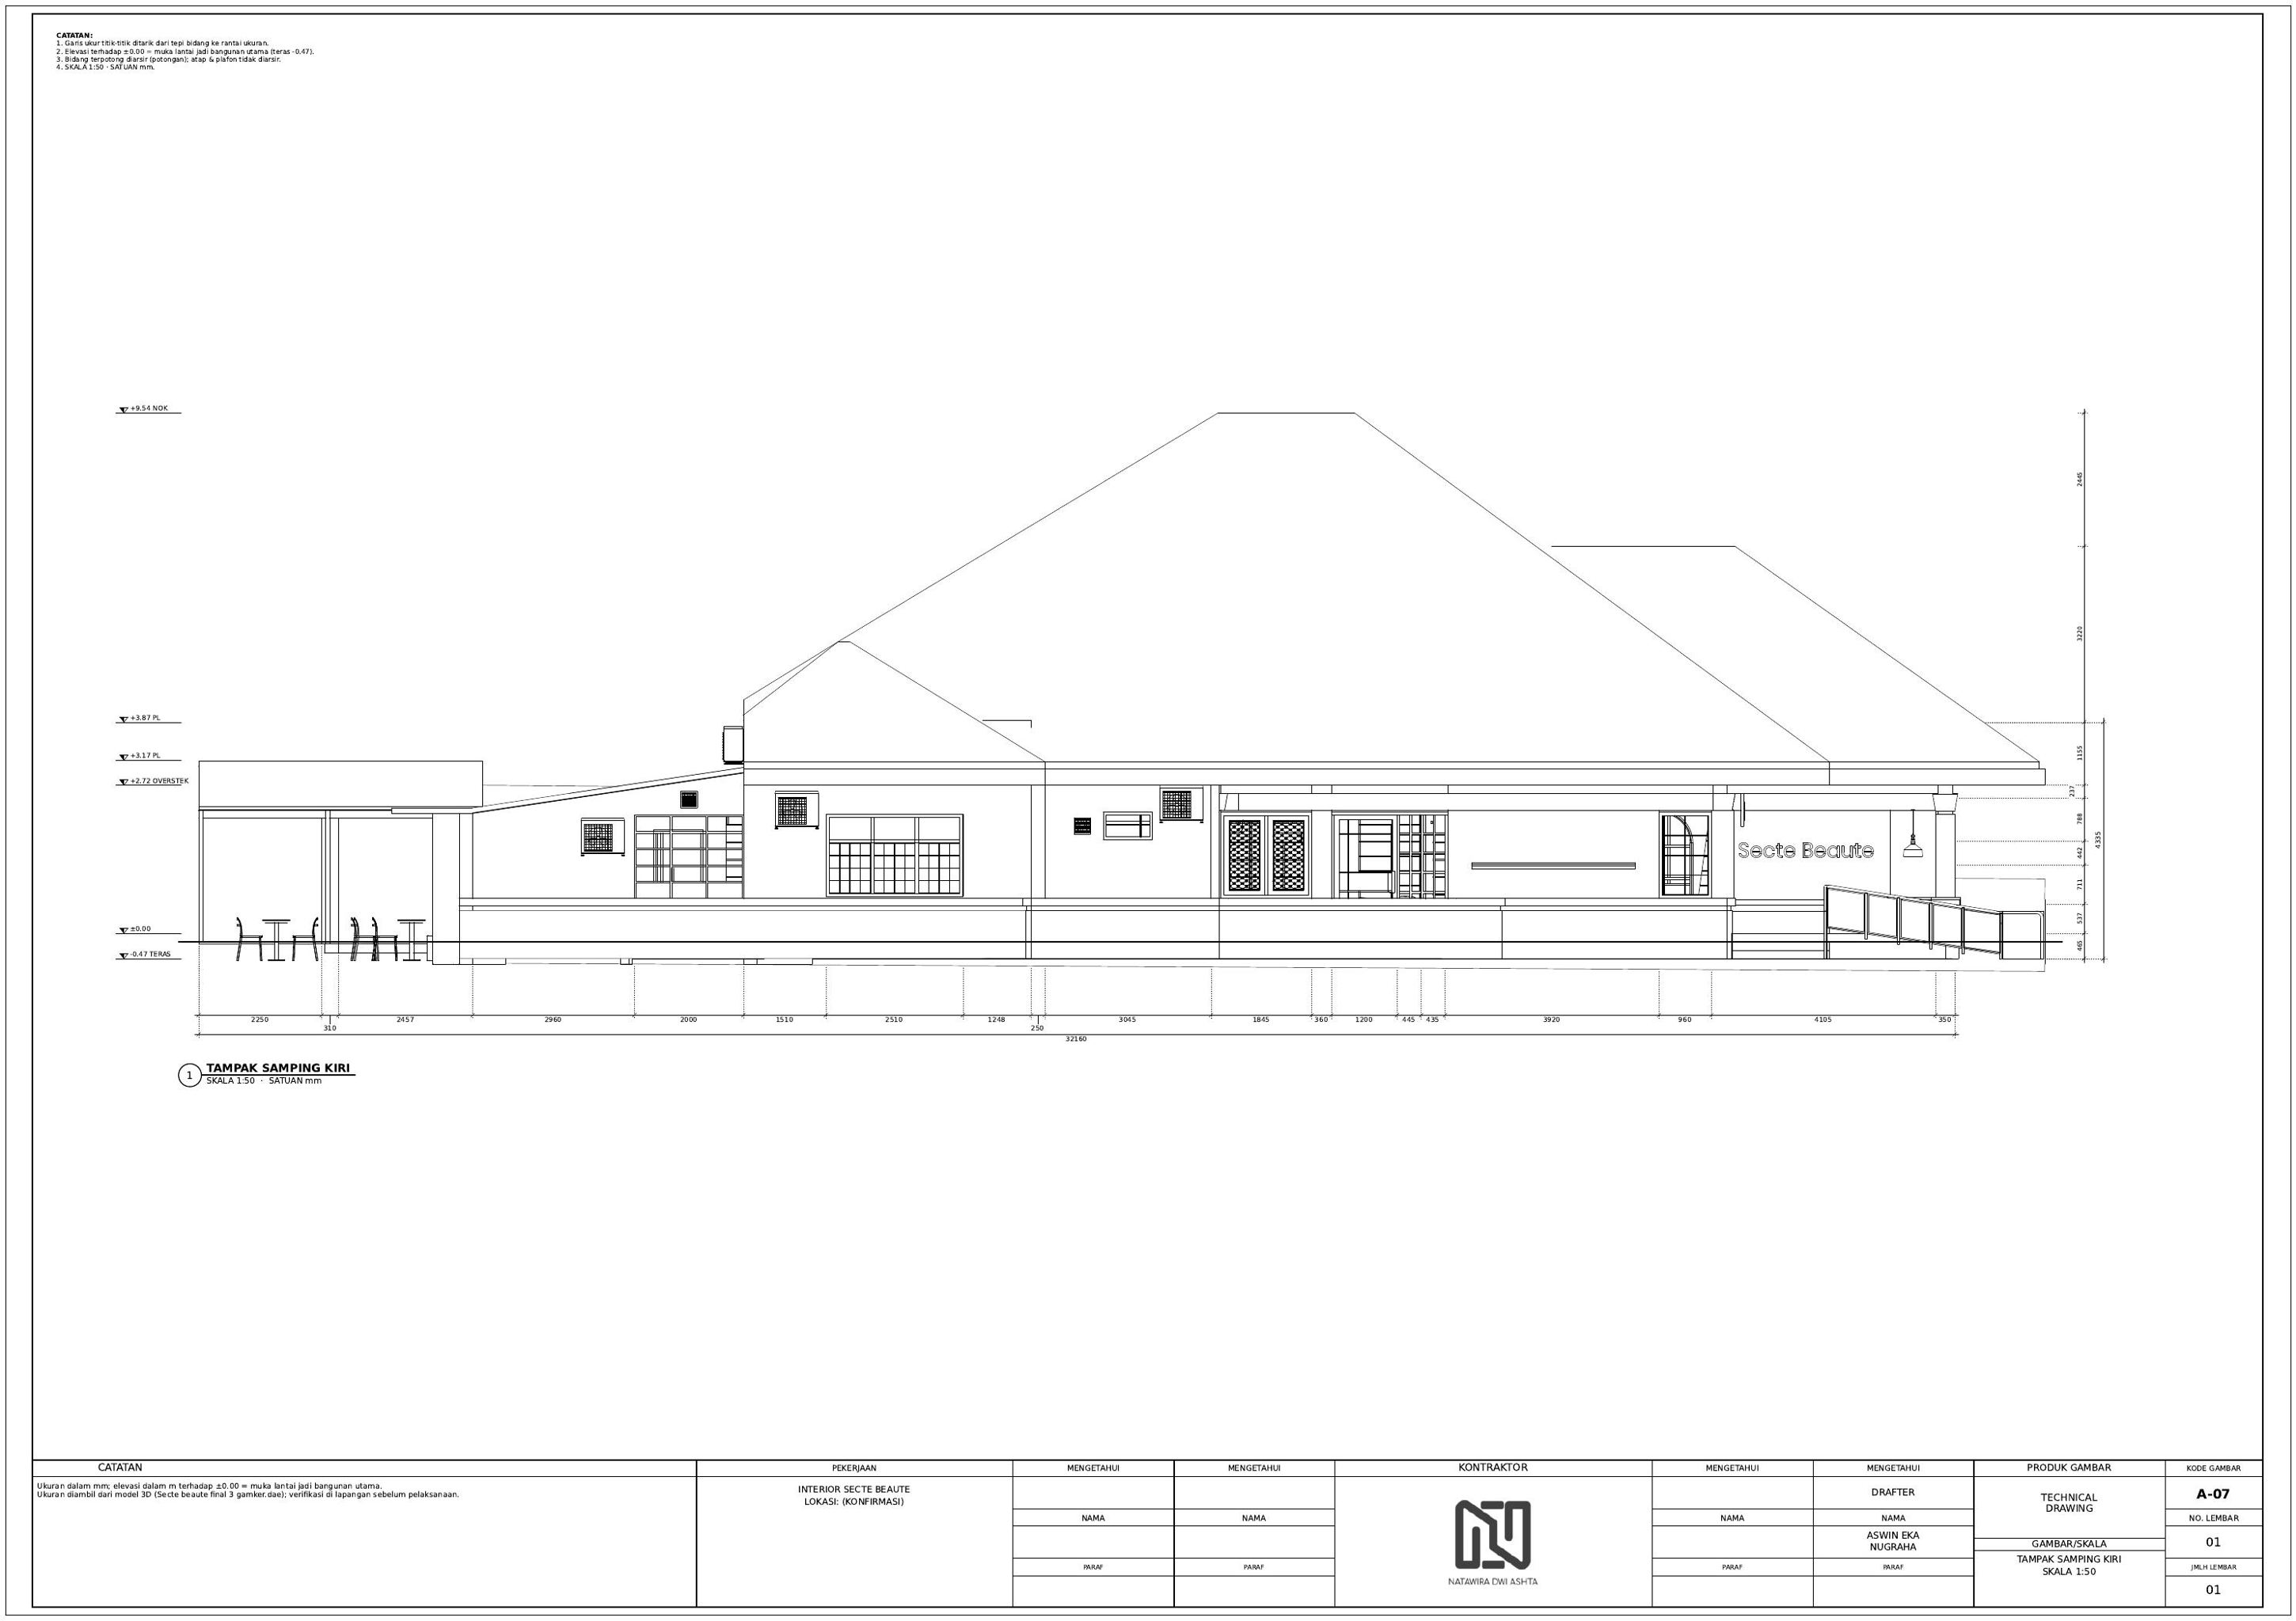 CATATAN:
1. Garis ukur titik-titik ditarik dari tepi bidang ke rantai ukuran.
2. Elevasi terhadap ±0.00 = muka lantai jadi bangunan utama (teras -0.47).
3. Bidang terpotong diarsir (potongan); atap & plafon tidak diarsir.
4. SKALA 1:50 · SATUAN mm.
+9.54 NOK
2445
3220
+3.87 PL
+3.17 PL
1155
+2.72 OVERSTEK
237
788
4335
442
Secte Beaute
711
537
±0.00
465
-0.47 TERAS
2250
310
2457
2960
2000
1510
2510
1248
250
3045
1845
360
1200
445
435
3920
960
4105
350
32160
1
TAMPAK SAMPING KIRI
SKALA 1:50 · SATUAN mm
CATATAN
Ukuran dalam mm; elevasi dalam m terhadap ±0.00 = muka lantai jadi bangunan utama.
Ukuran diambil dari model 3D (Secte beaute final 3 gamker.dae); verifikasi di lapangan sebelum pelaksanaan.
PEKERJAAN
INTERIOR SECTE BEAUTE
LOKASI: (KONFIRMASI)
MENGETAHUI
NAMA
PARAF
MENGETAHUI
NAMA
PARAF
KONTRAKTOR
NATAWIRA DWI ASHTA
MENGETAHUI
NAMA
PARAF
MENGETAHUI
DRAFTER
NAMA
ASWIN EKA
NUGRAHA
PARAF
PRODUK GAMBAR
TECHNICAL
DRAWING
GAMBAR/SKALA
TAMPAK SAMPING KIRI
SKALA 1:50
KODE GAMBAR
A-07
NO. LEMBAR
01
JMLH LEMBAR
01